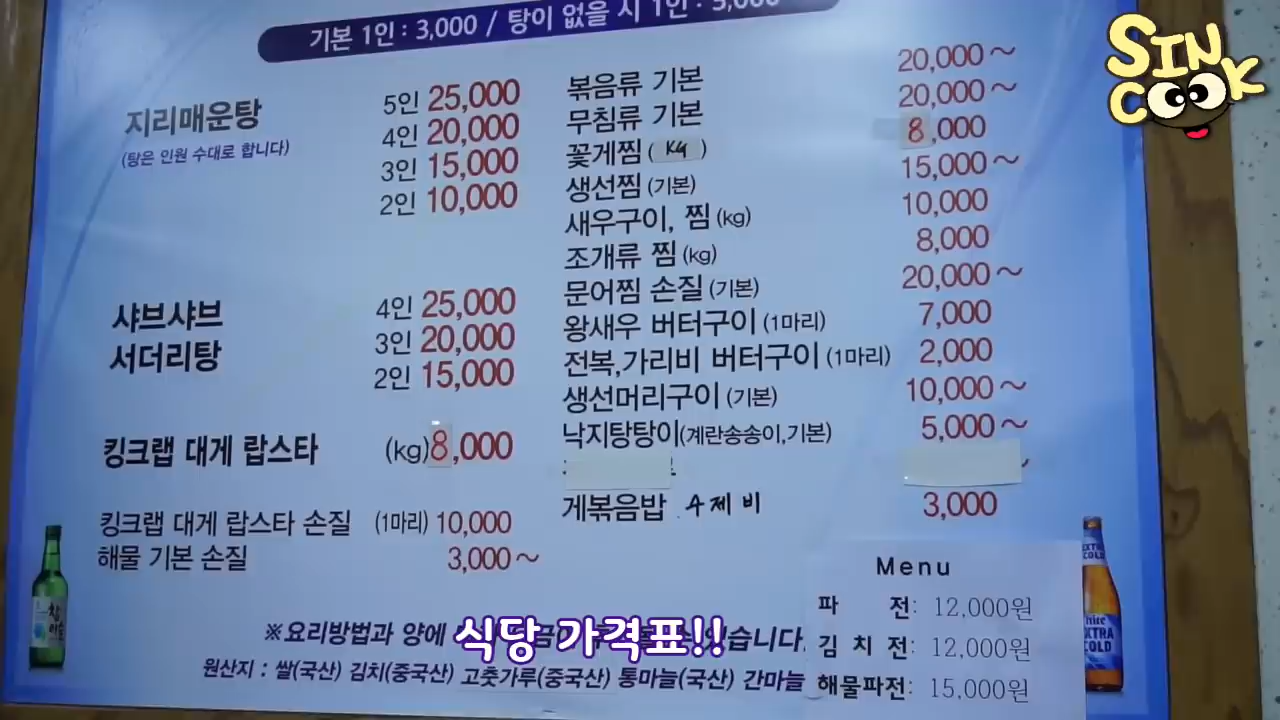 기본 1인 : 3,000 / 탕이 없을 시 1인 : 5,000
SIN COOK
지리매운탕
(탕은 인원 수대로 합니다)
5인 25,000
4인 20,000
3인 15,000
2인 10,000
샤브샤브
서더리탕
4인 25,000
3인 20,000
2인 15,000
킹크랩 대게 랍스타 (kg) 8,000
킹크랩 대게 랍스타 손질 (1마리) 10,000
해물 기본 손질 3,000~
볶음류 기본 20,000~
무침류 기본 20,000~
꽃게찜 (KG) 8,000
생선찜 (기본) 15,000~
새우구이, 찜 (kg) 10,000
조개류 찜 (kg) 8,000
문어찜 손질 (기본) 20,000~
왕새우 버터구이 (1마리) 7,000
전복,가리비 버터구이 (1마리) 2,000
생선머리구이 (기본) 10,000~
낙지탕탕이(계란송송이,기본) 5,000~
게볶음밥 수제비 3,000
※요리방법과 양에
있습니다.
식당 가격표!!
원산지 : 쌀(국산) 김치(중국산) 고춧가루(중국산) 통마늘(국산) 간마늘
Menu
파 전: 12,000원
김 치 전: 12,000원
해물파전: 15,000원
EXTRA COLD
hite
EXTRA COLD